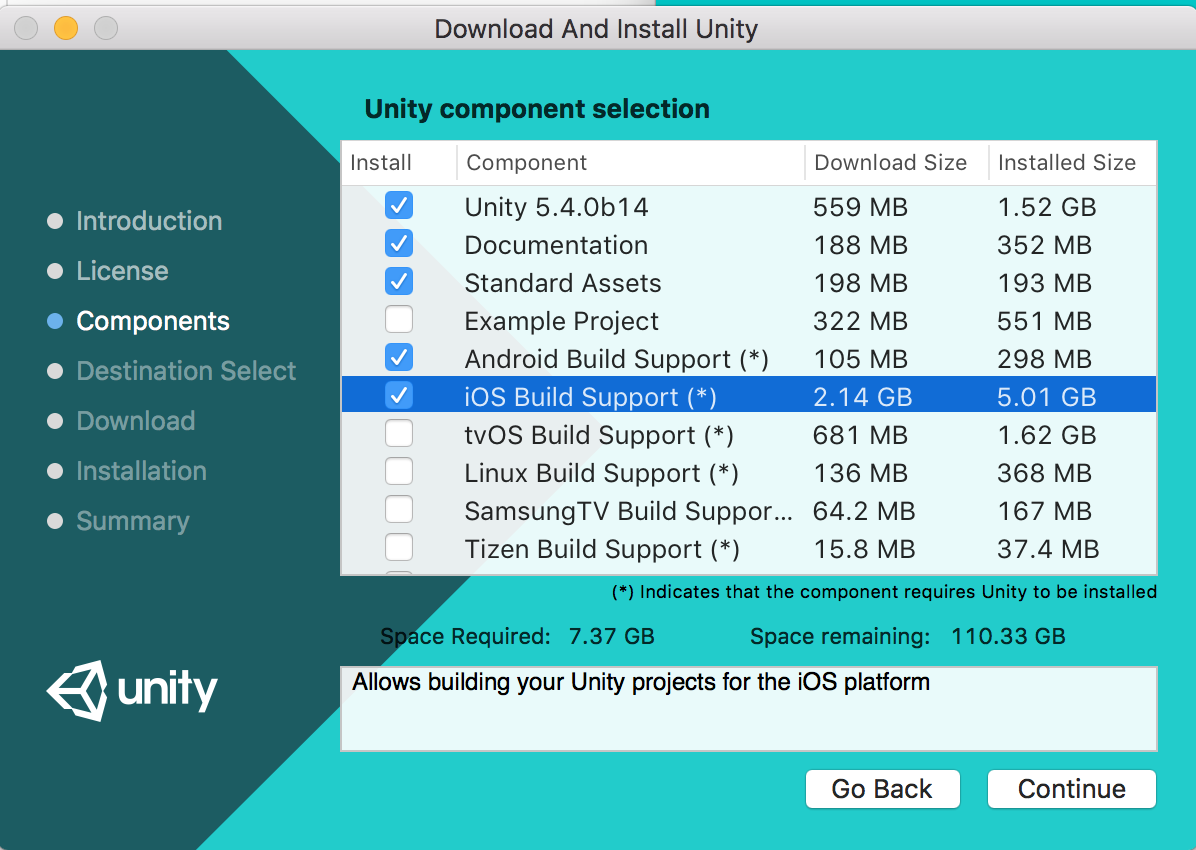 Download And Install Unity
Unity component selection
Install Component Download Size Installed Size
Unity 5.4.0b14 559 MB 1.52 GB
Documentation 188 MB 352 MB
Standard Assets 198 MB 193 MB
Example Project 322 MB 551 MB
Android Build Support (*) 105 MB 298 MB
iOS Build Support (*) 2.14 GB 5.01 GB
tvOS Build Support (*) 681 MB 1.62 GB
Linux Build Support (*) 136 MB 368 MB
SamsungTV Build Suppor... 64.2 MB 167 MB
Tizen Build Support (*) 15.8 MB 37.4 MB
(*) Indicates that the component requires Unity to be installed
Space Required: 7.37 GB Space remaining: 110.33 GB
Allows building your Unity projects for the iOS platform
Go Back Continue
Introduction
License
Components
Destination Select
Download
Installation
Summary
unity